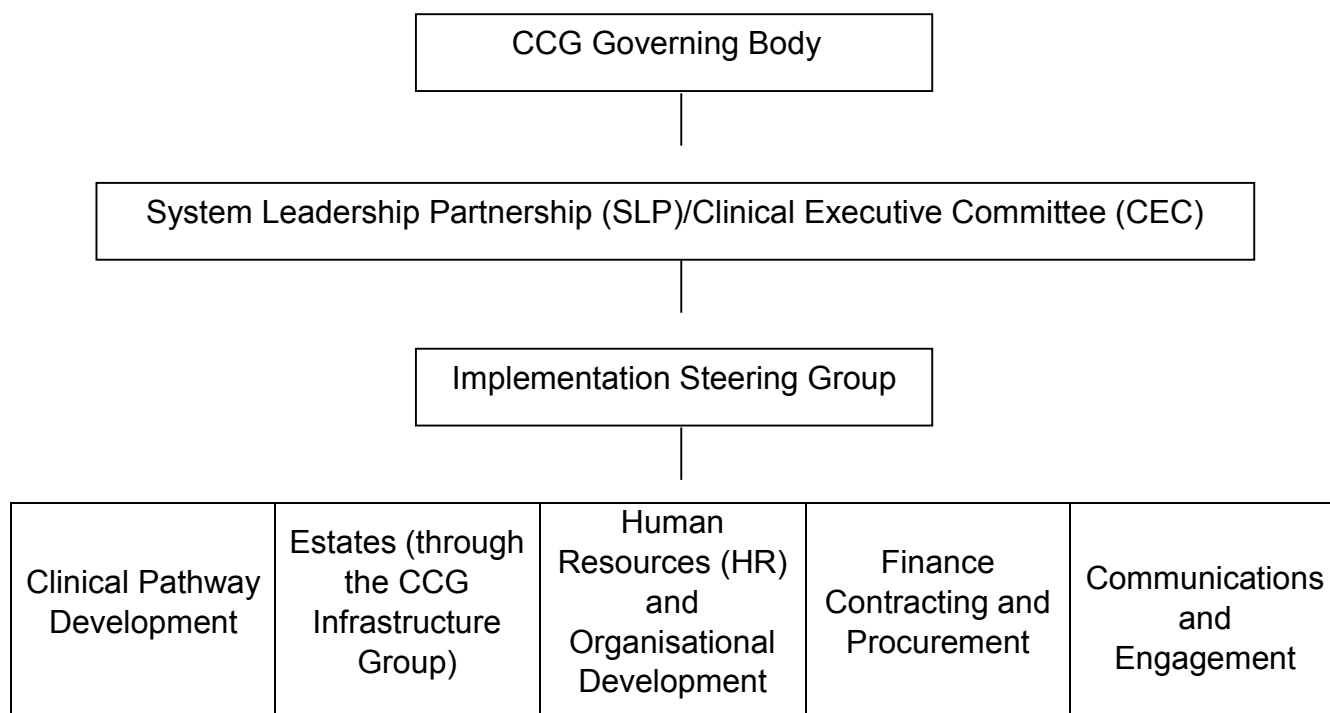 CCG Governing Body
System Leadership Partnership (SLP)/Clinical Executive Committee (CEC)
Implementation Steering Group
Clinical Pathway
Development
Estates (through
the CCG
Infrastructure
Group)
Human
Resources (HR)
and
Organisational
Development
Finance
Contracting and
Procurement
Communications
and
Engagement